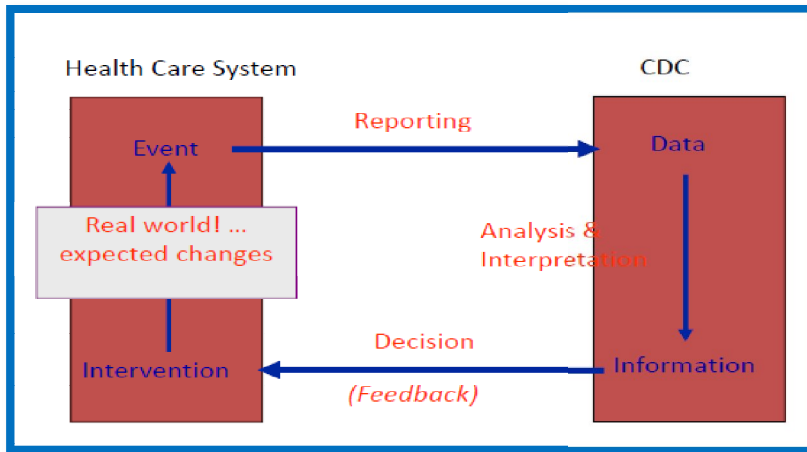 Health Care System
CDC
Reporting
Event
Data
Real world! ...
expected changes
Analysis &
Interpretation
Decision
Intervention
Information
(Feedback)